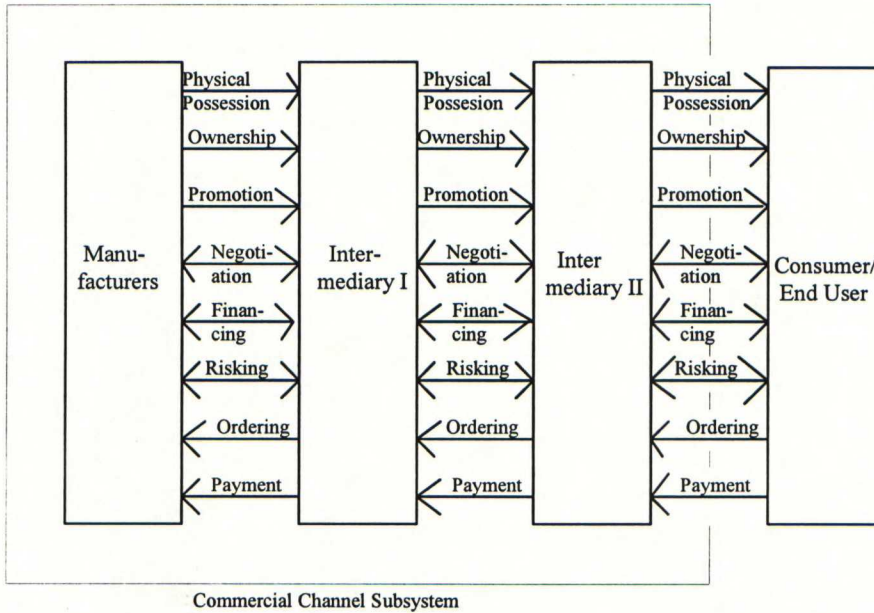 Physical
Possession
Ownership
Promotion
Negoti-
ation
Finan-
cing
Risking
Ordering
Payment
Physical
Possesion
Ownership
Promotion
Negoti-
ation
Finan-
cing
Risking
Ordering
Payment
Physical
Possession
Ownership
Promotion
Negoti-
ation
Finan-
cing
Risking
Ordering
Payment
Manu-
facturers
Inter-
mediary I
Inter
mediary II
Consumer/
End User
Commercial Channel Subsystem